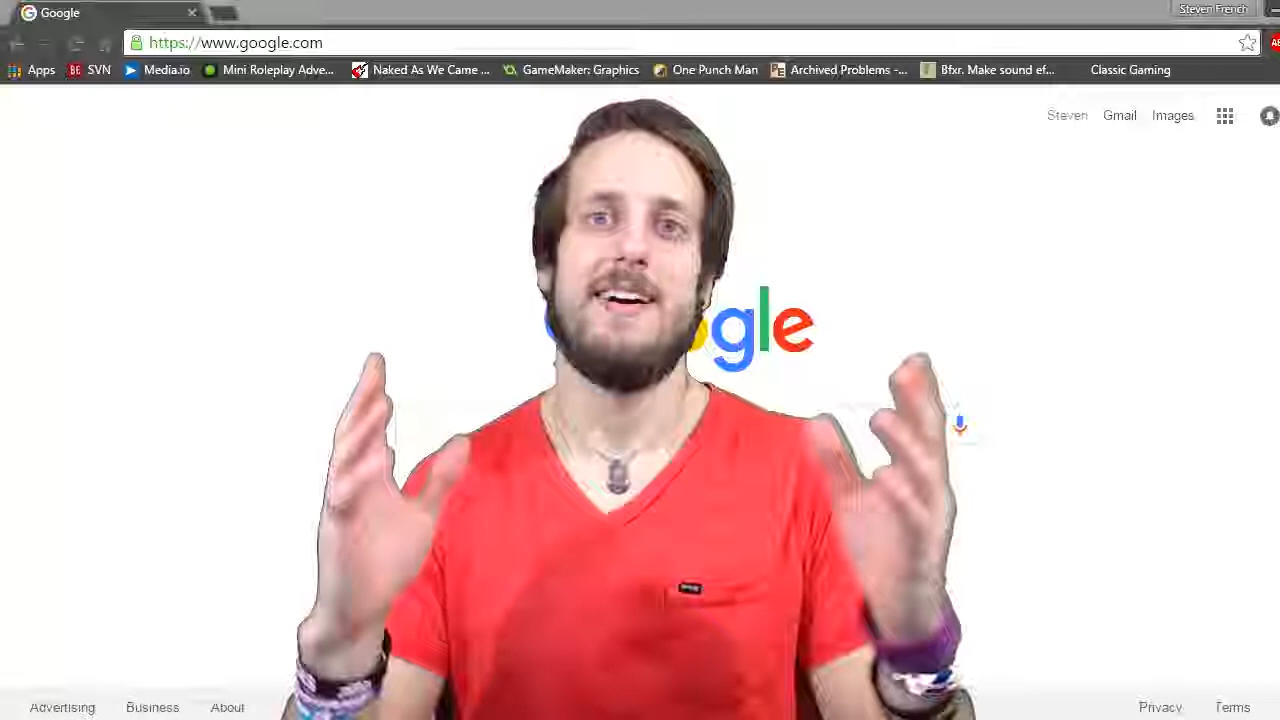 Google
Steven French
https://www.google.com
Apps BE SVN Media.io Mini Roleplay Adve... Naked As We Came ... GameMaker: Graphics One Punch Man Archived Problems -... Bfxr. Make sound ef... Classic Gaming
Steven Gmail Images
gle
Advertising Business About Privacy Terms